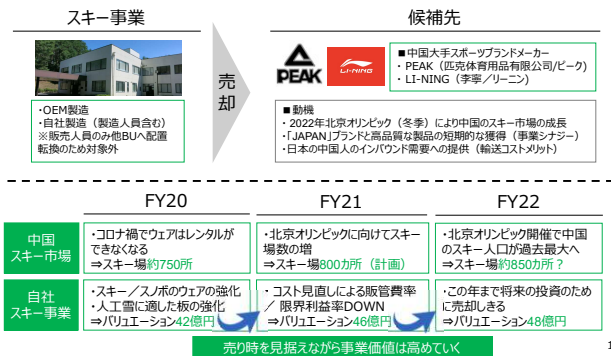 スキー事業
候補先
売却
PEAK
LI-NING
■中国大手スポーツブランドメーカー
・PEAK（匹克体育用品有限公司/ピーク）
・LI-NING（李寧／リーニン）
・OEM製造
・自社製造（製造人員含む）
※販売人員のみ他BUへ配置
転換のため対象外
■動機
・2022年北京オリンピック（冬季）により中国のスキー市場の成長
・「JAPAN」ブランドと高品質な製品の短期的な獲得（事業シナジー）
・日本の中国人のインバウンド需要への提供（輸送コストメリット）
FY20
FY21
FY22
中国
スキー市場
・コロナ禍でウェアはレンタルが
できなくなる
⇒スキー場約750所
・北京オリンピックに向けてスキー
場数の増
⇒スキー場800カ所（計画）
・北京オリンピック開催で中国
のスキー人口が過去最大へ
⇒スキー場約850カ所？
自社
スキー事業
・スキー／スノボのウェアの強化
・人工雪に適した板の強化
⇒バリュエーション42億円
・コスト見直しによる販管費率
／限界利益率DOWN
⇒バリュエーション46億円
・この年まで将来の投資のため
に売却しきる
⇒バリュエーション48億円
売り時を見据えながら事業価値は高めていく
1